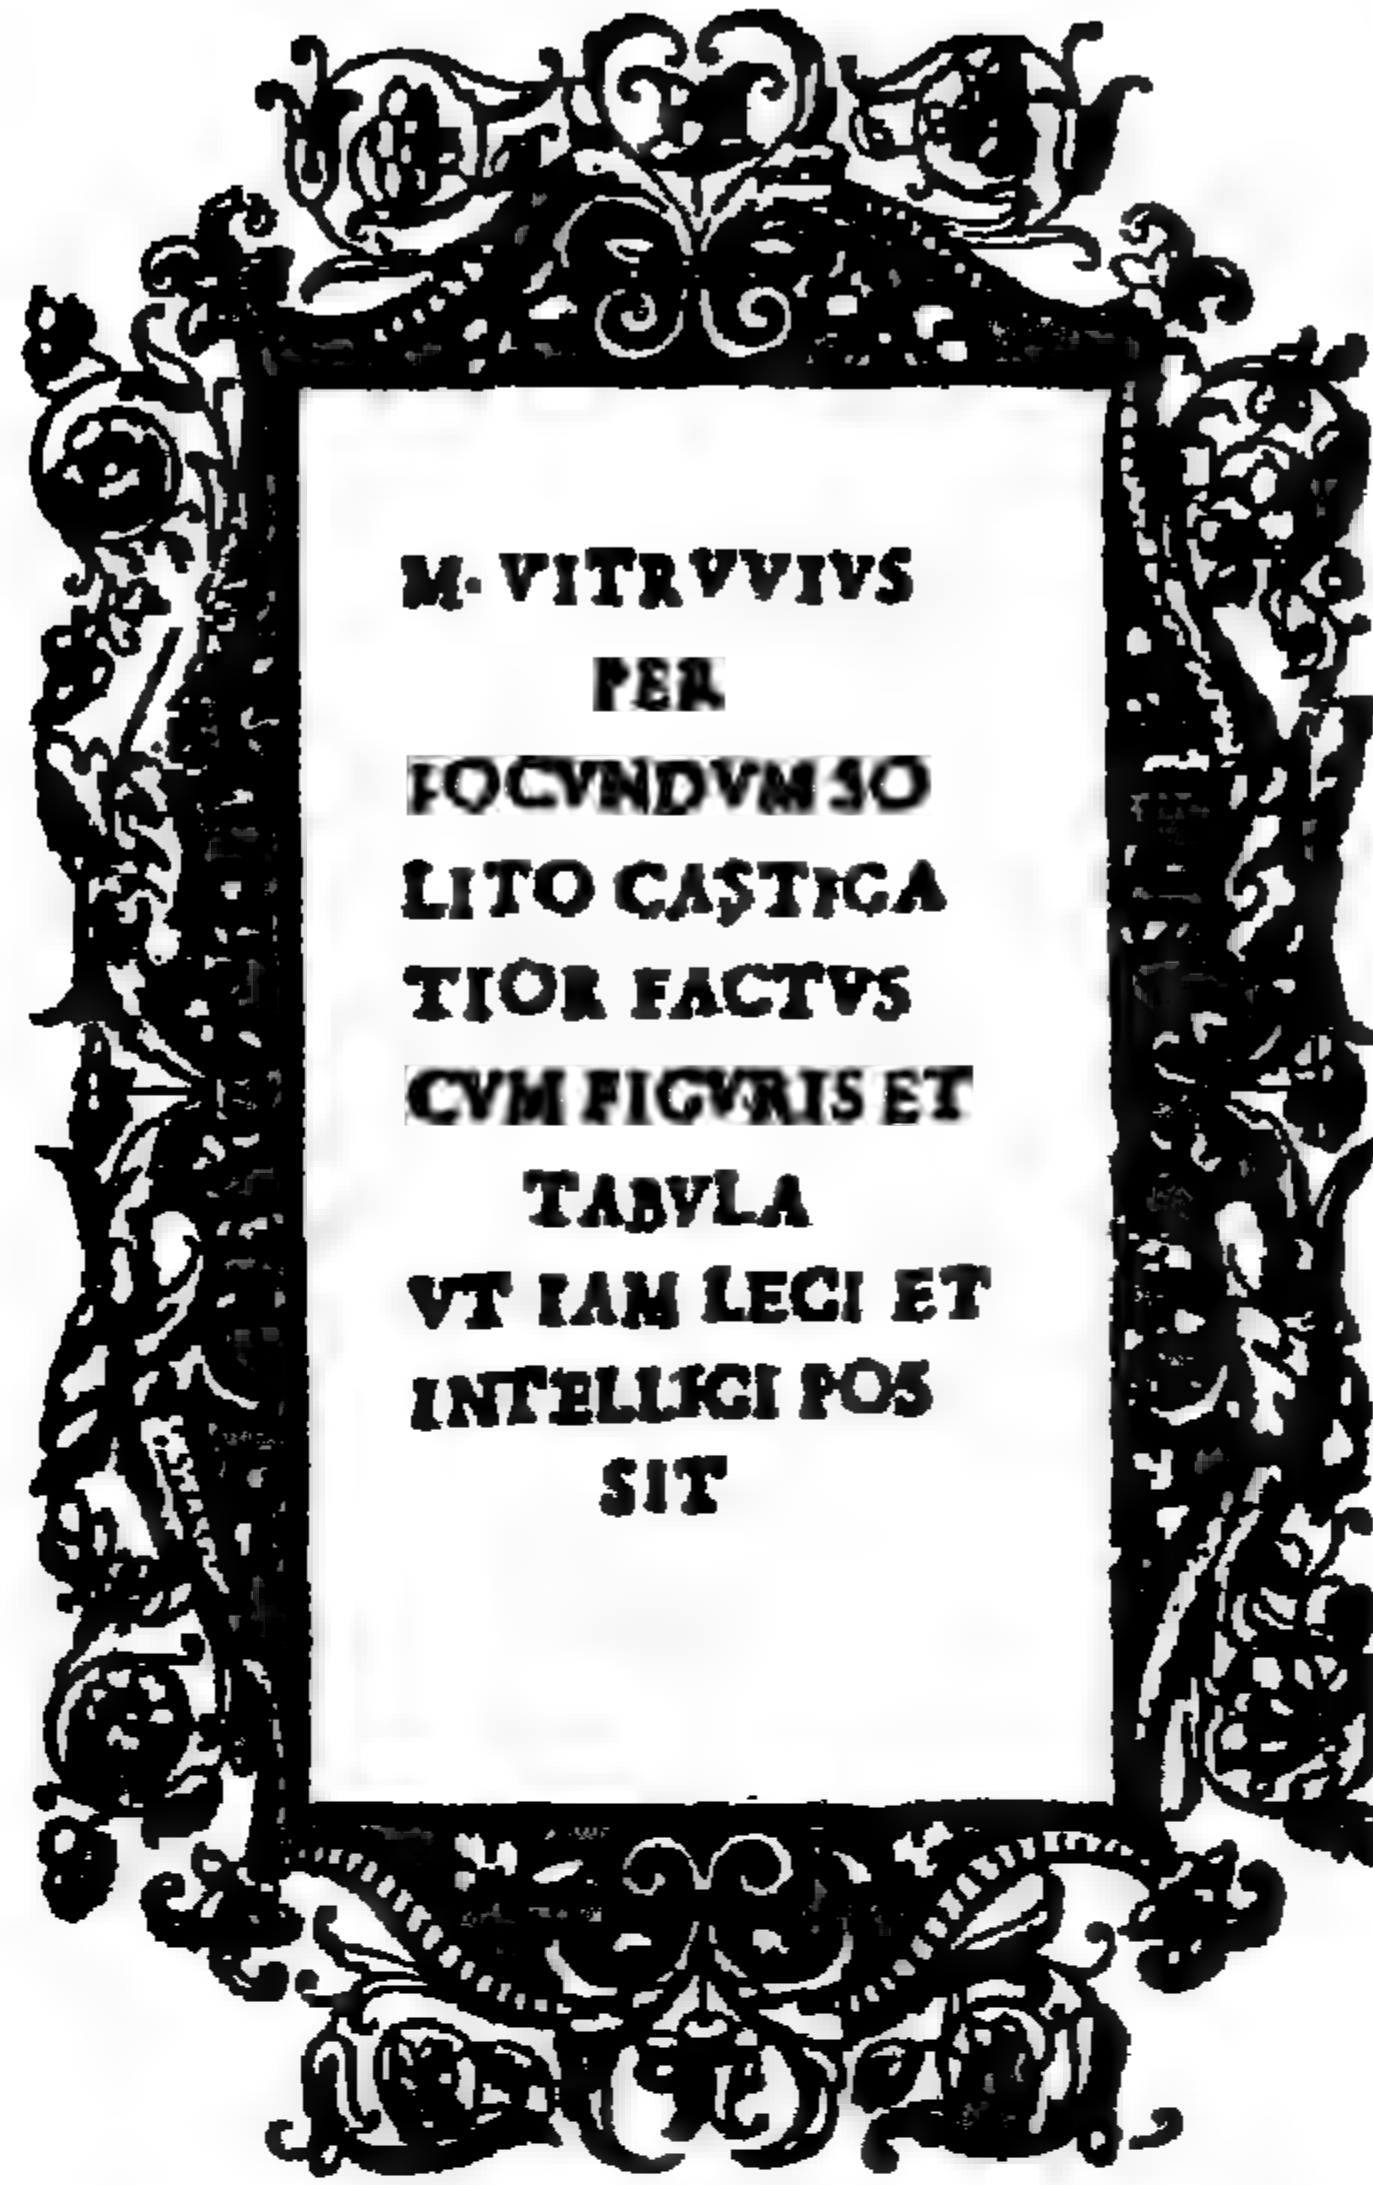 M. VITRVVIVS
PER
IOCVNDVM SO
LITO CASTIGA
TIOR FACTVS
CVM FIGVRIS ET
TABVLA
VT IAM LEGI ET
INTELLIGI POS
SIT